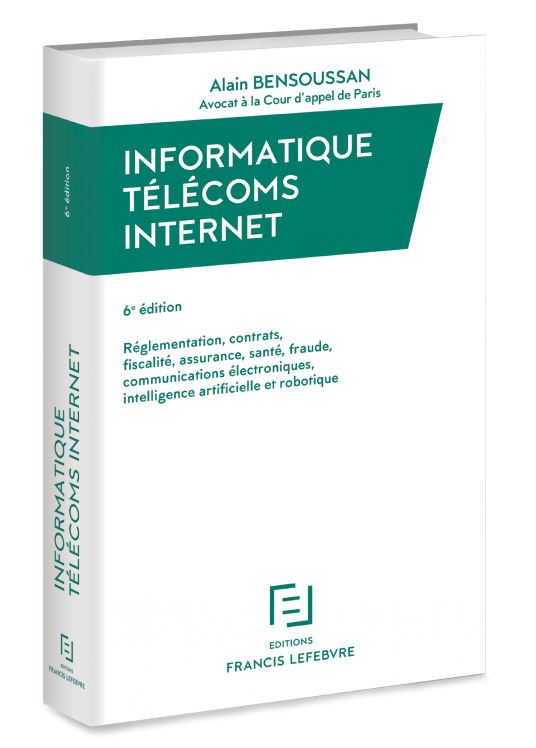 Alain BENSOUSSAN
Avocat à la Cour d'appel de Paris
INFORMATIQUE
TÉLÉCOMS
INTERNET
6e édition
Réglementation, contrats,
fiscalité, assurance, santé, fraude,
communications électroniques,
intelligence artificielle et robotique
EDITIONS
FRANCIS LEFEBVRE
6e édition
INFORMATIQUE
TÉLÉCOMS INTERNET
EDITIONS
FRANCIS LEFEBVRE